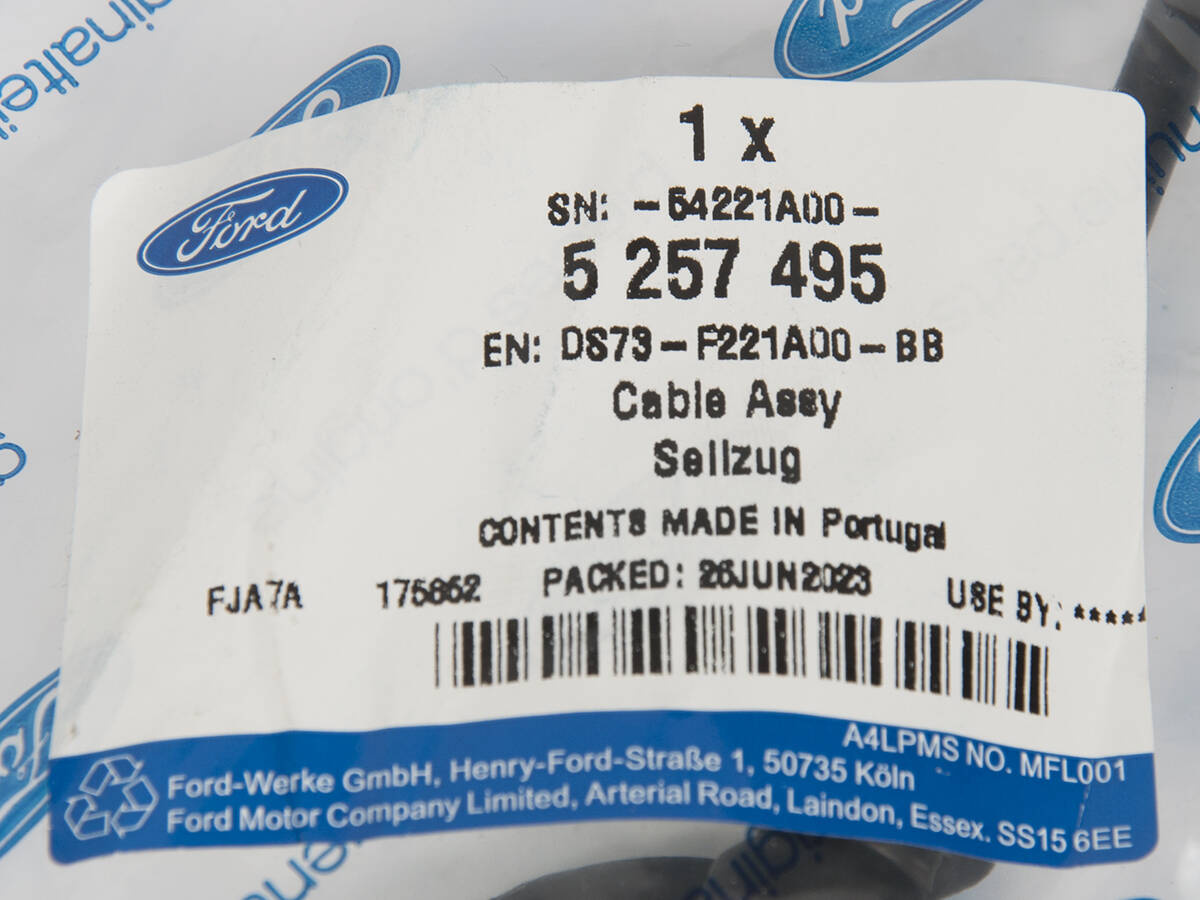 1 x
Ford
SN: -54221A00-
5 257 495
EN: DS73-F221A00-BB
Cable Assy
Seilzug
CONTENTS MADE IN Portugal
FJA7A PACKED: 26JUN2023 USE BY: *****
A4LPMS NO. MFL001
Ford-Werke GmbH, Henry-Ford-Straße 1, 50735 Köln
Ford Motor Company Limited, Arterial Road, Laindon, Essex. SS15 6EE